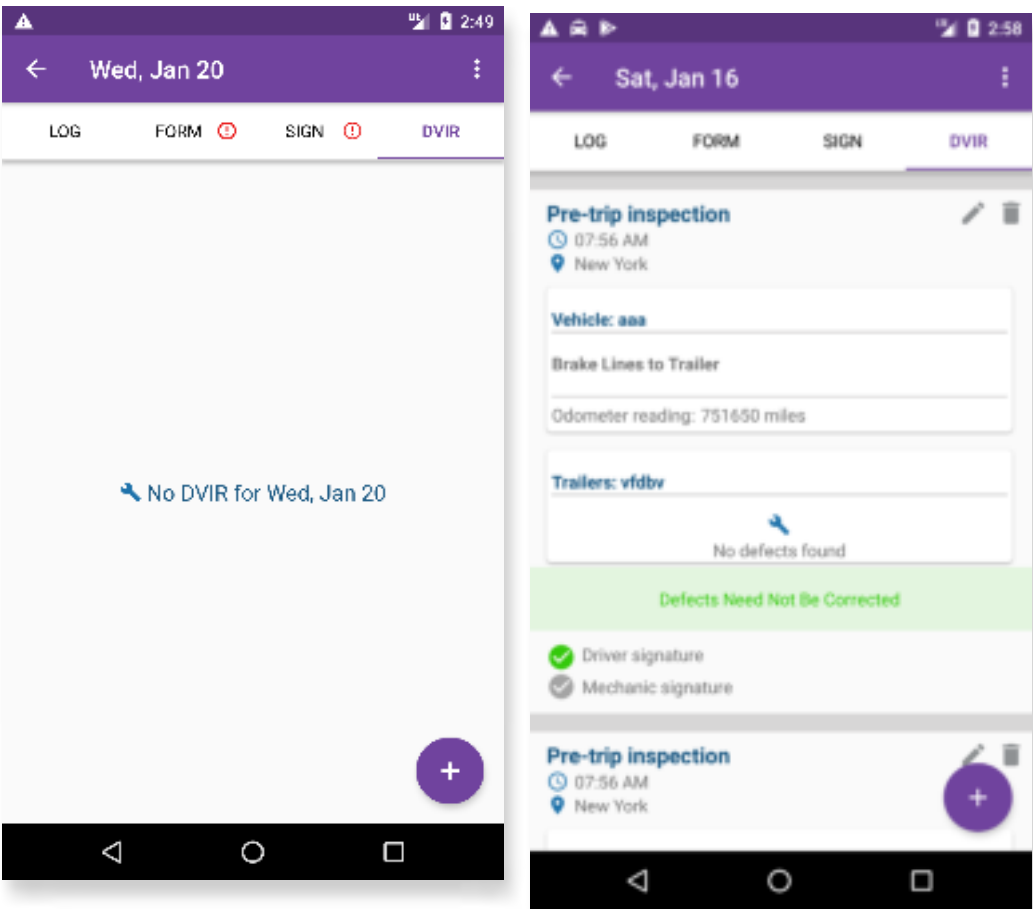 2:49
Wed, Jan 20
LOG
FORM
SIGN
DVIR
No DVIR for Wed, Jan 20
2:58
Sat, Jan 16
LOG
FORM
SIGN
DVIR
Pre-trip inspection
07:56 AM
New York
Vehicle: aaa
Brake Lines to Trailer
Odometer reading: 751650 miles
Trailers: vfdbv
No defects found
Defects Need Not Be Corrected
Driver signature
Mechanic signature
Pre-trip inspection
07:56 AM
New York